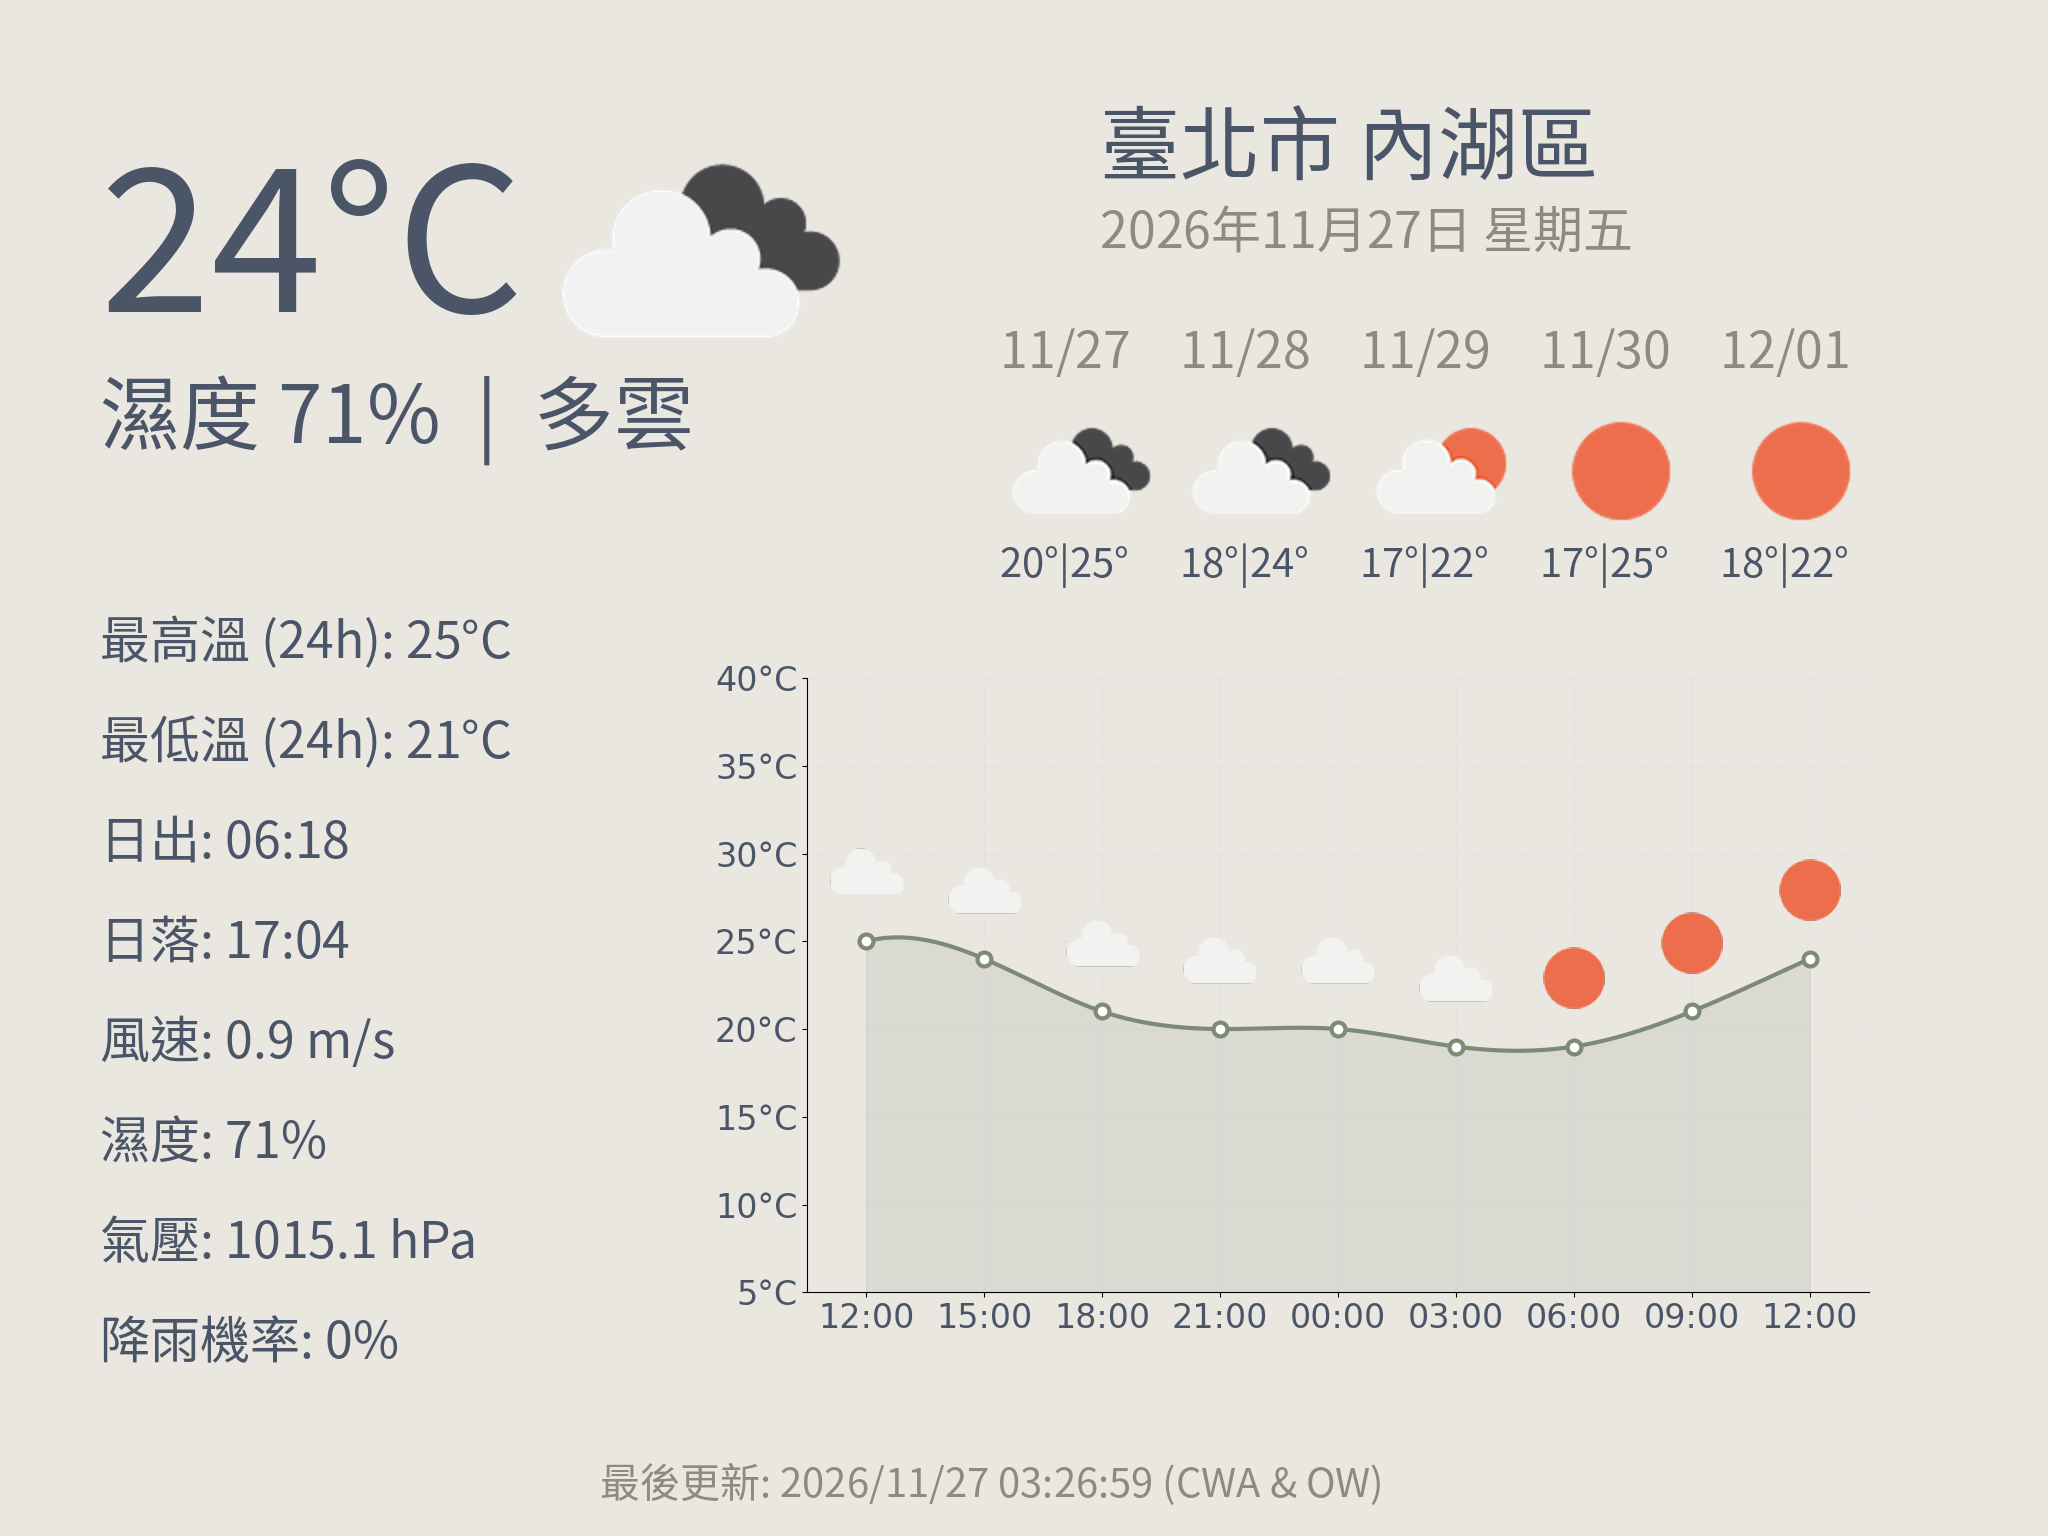 24°C
濕度 71% | 多雲
臺北市 內湖區
2026年11月27日 星期五
11/27 11/28 11/29 11/30 12/01
20°|25° 18°|24° 17°|22° 17°|25° 18°|22°
最高溫 (24h): 25°C
最低溫 (24h): 21°C
日出: 06:18
日落: 17:04
風速: 0.9 m/s
濕度: 71%
氣壓: 1015.1 hPa
降雨機率: 0%
40°C
35°C
30°C
25°C
20°C
15°C
10°C
5°C
12:00 15:00 18:00 21:00 00:00 03:00 06:00 09:00 12:00
最後更新: 2026/11/27 03:26:59 (CWA & OW)